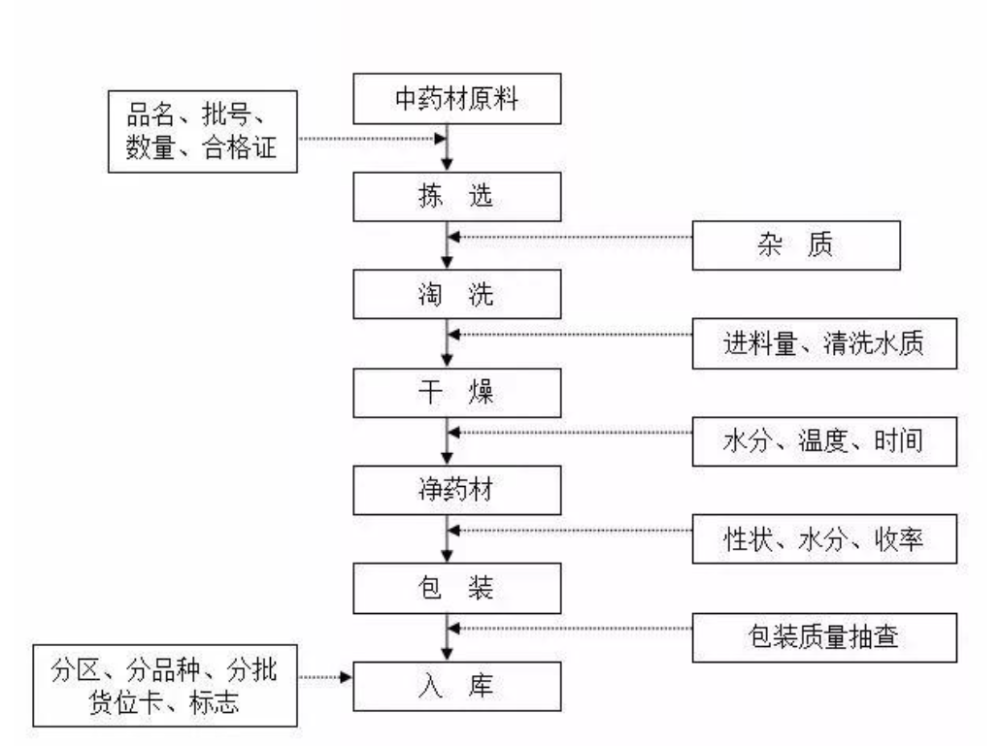 中药材原料
品名、批号、
数量、合格证
拣 选
杂 质
淘 洗
进料量、清洗水质
干 燥
水分、温度、时间
净药材
性状、水分、收率
包 装
包装质量抽查
分区、分品种、分批
货位卡、标志
入 库